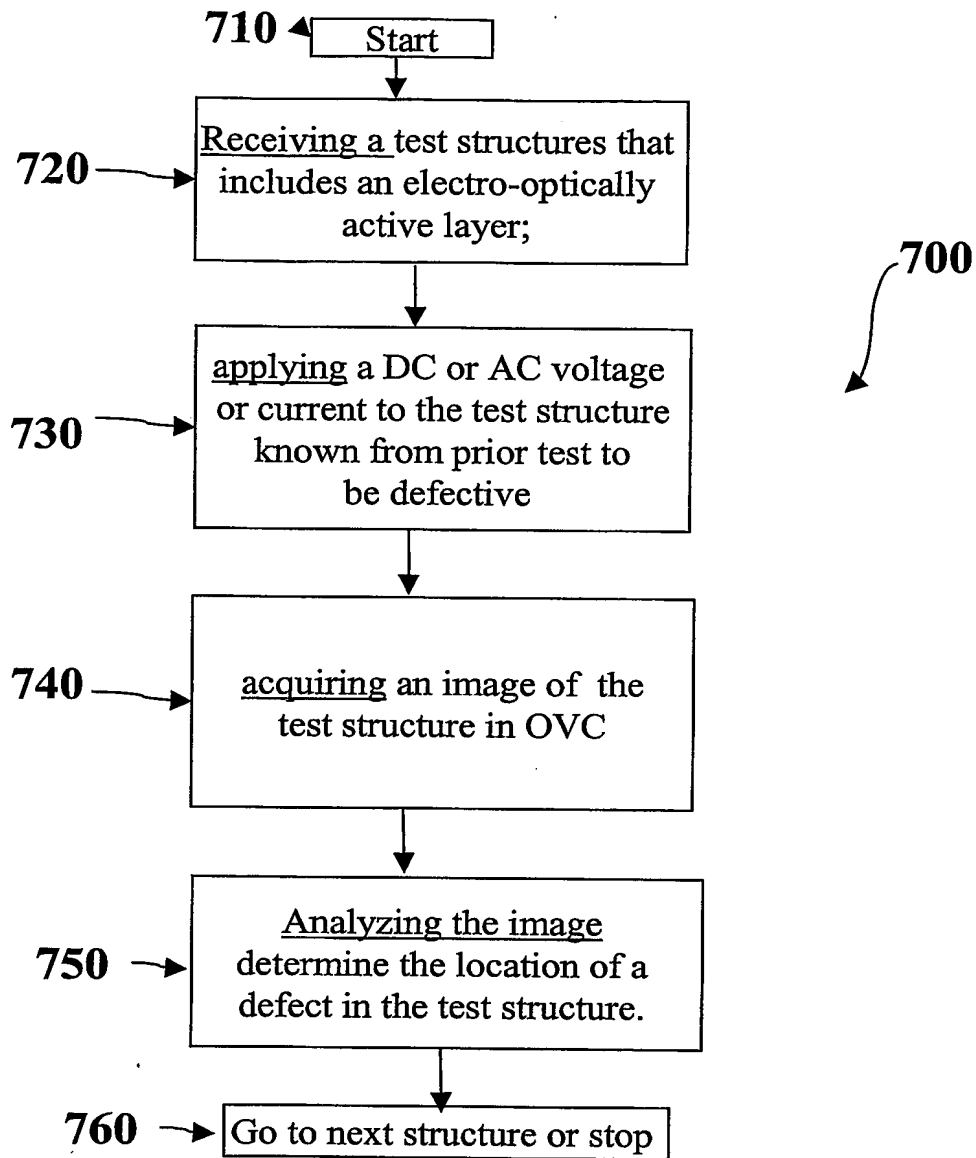 710
Start
720
Receiving a test structures that
includes an electro-optically
active layer;
700
730
applying a DC or AC voltage
or current to the test structure
known from prior test to
be defective
740
acquiring an image of the
test structure in OVC
750
Analyzing the image
determine the location of a
defect in the test structure.
760
Go to next structure or stop